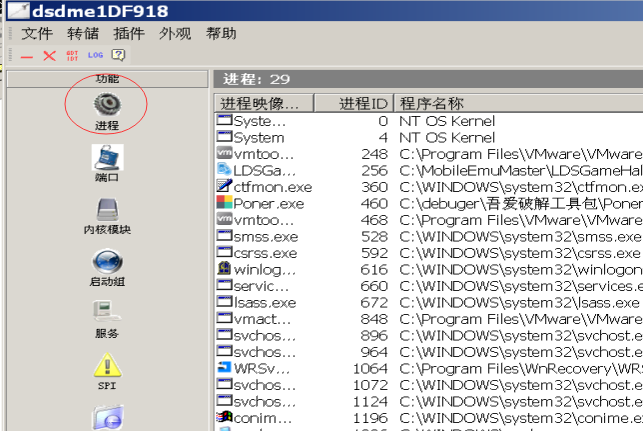 dsdme1DF918
文件 转储 插件 外观 帮助
GDT IDT LOG
功能
进程
端口
内核模块
启动组
服务
SPI
进程: 29
进程映像... 进程ID 程序名称
Syste... 0 NT OS Kernel
System 4 NT OS Kernel
vmtoo... 248 C:\Program Files\VMware\VMware
LDSGa... 256 C:\MobileEmuMaster\LDSGameHal
ctfmon.exe 360 C:\WINDOWS\system32\ctfmon.ex
Poner.exe 460 C:\debuger\吾爱破解工具包\Poner
vmtoo... 468 C:\Program Files\VMware\VMware
smss.exe 528 C:\WINDOWS\system32\smss.exe
csrss.exe 592 C:\WINDOWS\system32\csrss.exe
winlog... 616 C:\WINDOWS\system32\winlogon
servic... 660 C:\WINDOWS\system32\services.e
lsass.exe 672 C:\WINDOWS\system32\lsass.exe
vmact... 848 C:\Program Files\VMware\VMware
svchos... 896 C:\WINDOWS\system32\svchost.e
svchos... 964 C:\WINDOWS\system32\svchost.e
WRSv... 1064 C:\Program Files\WnRecovery\WRS
svchos... 1072 C:\WINDOWS\system32\svchost.e
svchos... 1124 C:\WINDOWS\system32\svchost.e
conim... 1196 C:\WINDOWS\system32\conime.e